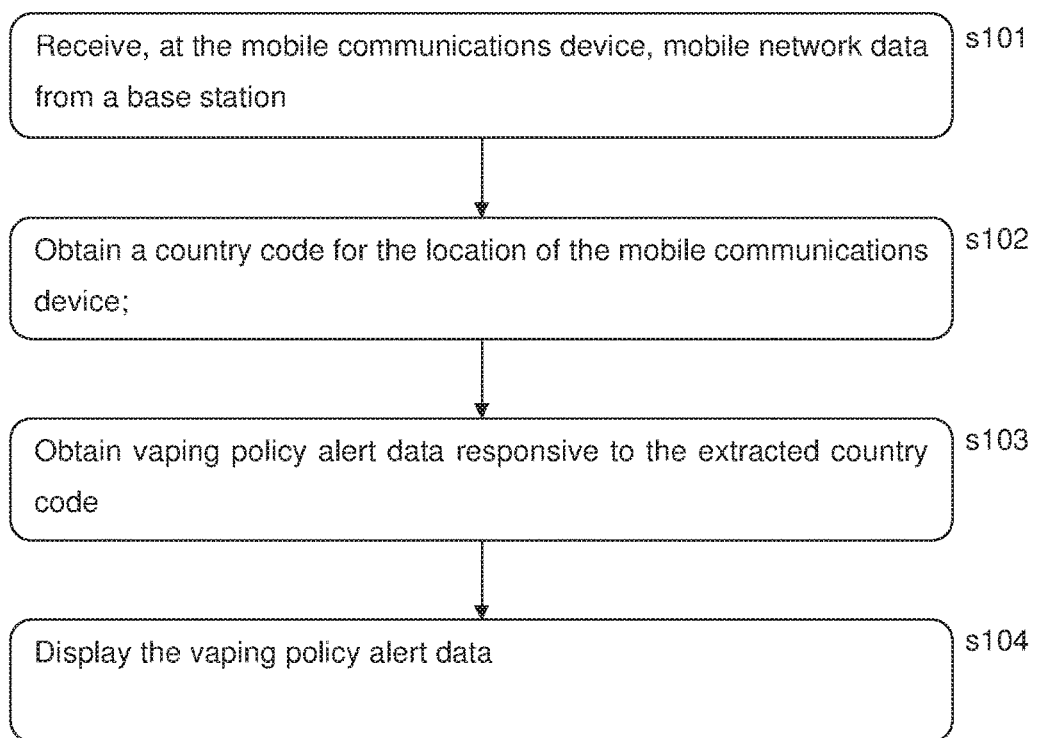 Receive, at the mobile communications device, mobile network data
from a base station
s101
Obtain a country code for the location of the mobile communications
device;
s102
Obtain vaping policy alert data responsive to the extracted country
code
s103
Display the vaping policy alert data
s104